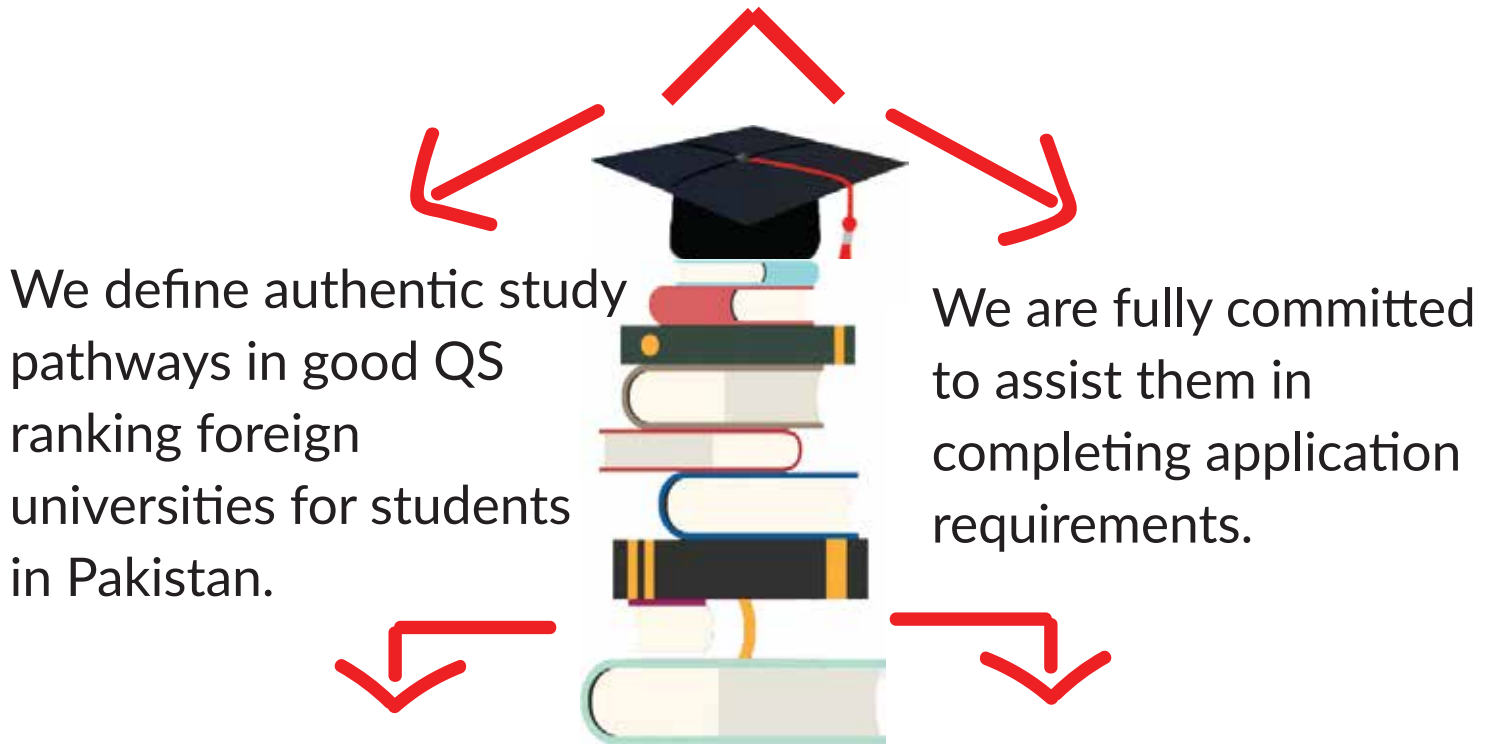 We define authentic study
pathways in good QS
ranking foreign
universities for students
in Pakistan.
We are fully committed
to assist them in
completing application
requirements.